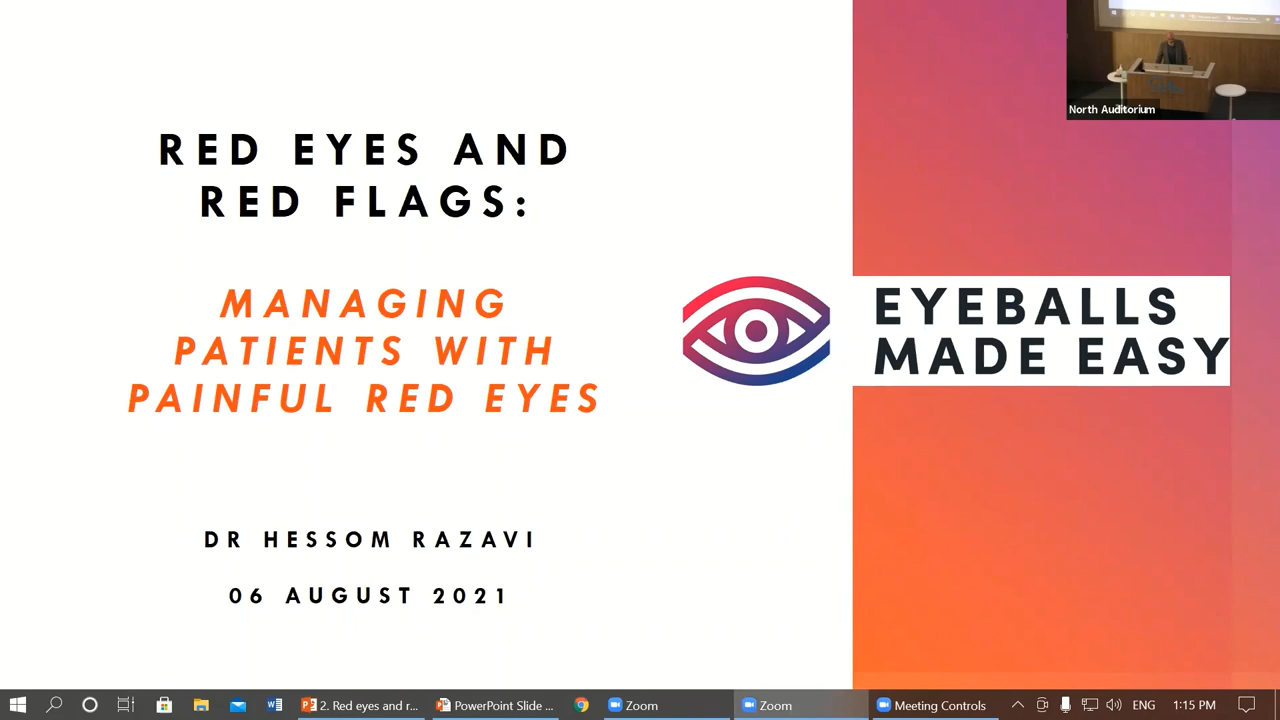 RED EYES AND
RED FLAGS:
MANAGING
PATIENTS WITH
PAINFUL RED EYES
DR HESSOM RAZAVI
06 AUGUST 2021
EYEBALLS
MADE EASY
North Auditorium
2. Red eyes and r...
PowerPoint Slide ...
Zoom
Zoom
Meeting Controls
ENG
1:15 PM